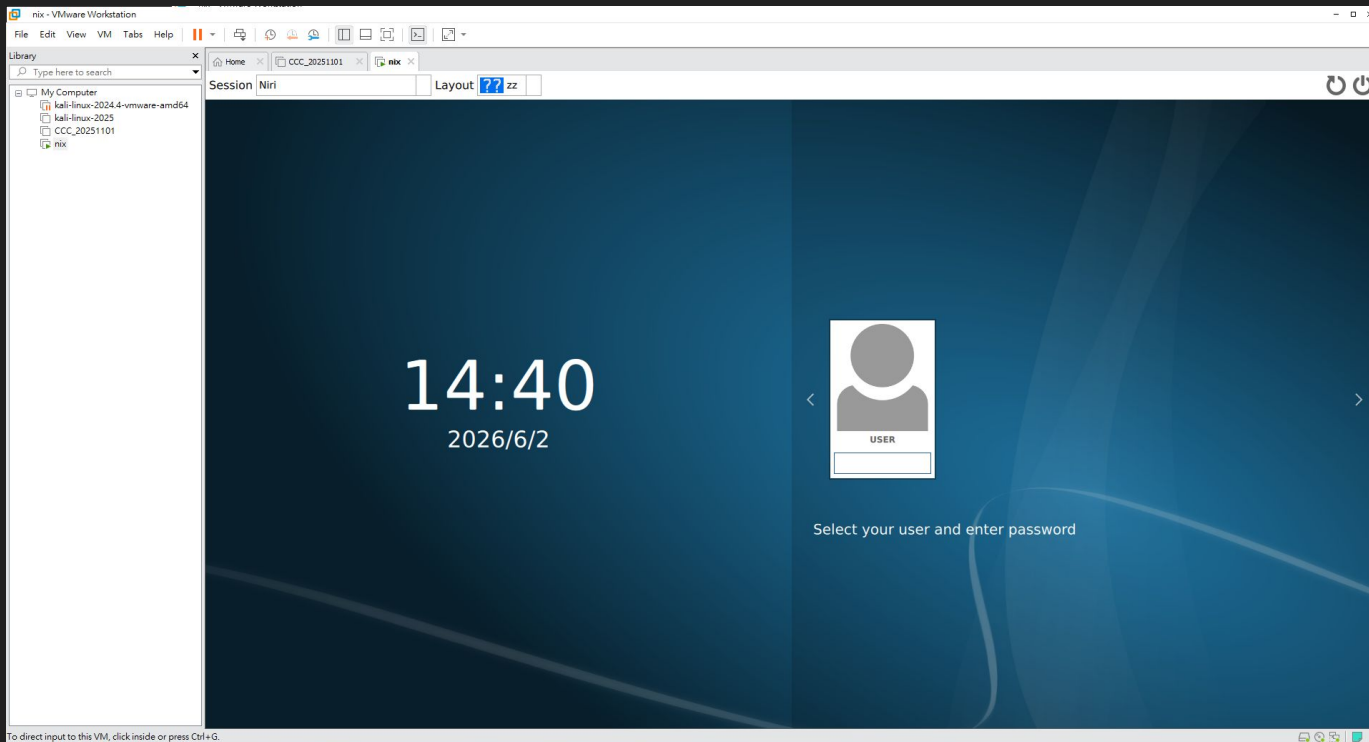 nix - VMware Workstation
File Edit View VM Tabs Help
Library
Type here to search
My Computer
kali-linux-2024.4-vmware-amd64
kali-linux-2025
CCC_20251101
nix
Home
CCC_20251101
nix
Session Niri
Layout ?? zz
14:40
2026/6/2
USER
Select your user and enter password
To direct input to this VM, click inside or press Ctrl+G.